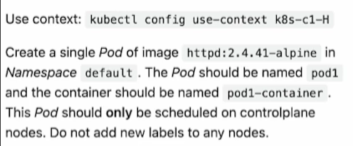 Use context: kubectl config use-context k8s-c1-H
Create a single Pod of image httpd:2.4.41-alpine in
Namespace default . The Pod should be named pod1
and the container should be named pod1-container .
This Pod should only be scheduled on controlplane
nodes. Do not add new labels to any nodes.